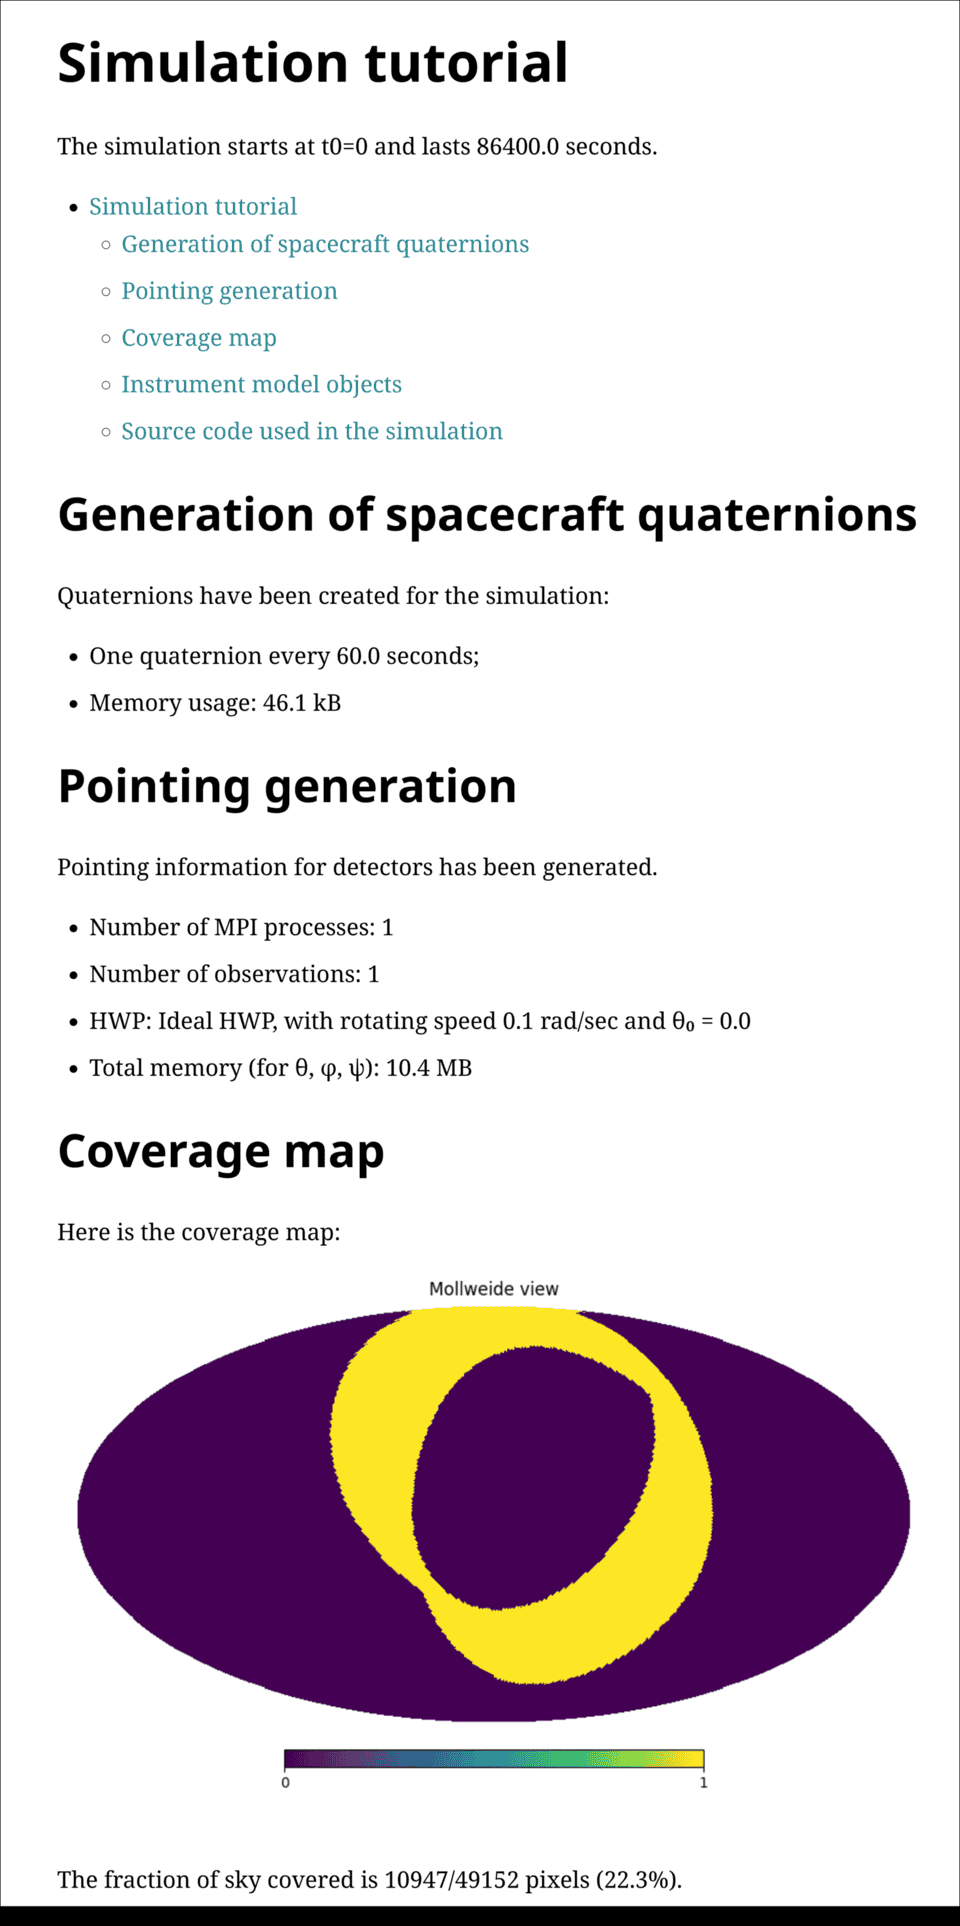 Simulation tutorial
The simulation starts at t0=0 and lasts 86400.0 seconds.
• Simulation tutorial
○ Generation of spacecraft quaternions
○ Pointing generation
○ Coverage map
○ Instrument model objects
○ Source code used in the simulation
Generation of spacecraft quaternions
Quaternions have been created for the simulation:
• One quaternion every 60.0 seconds;
• Memory usage: 46.1 kB
Pointing generation
Pointing information for detectors has been generated.
• Number of MPI processes: 1
• Number of observations: 1
• HWP: Ideal HWP, with rotating speed 0.1 rad/sec and θ₀ = 0.0
• Total memory (for θ, φ, ψ): 10.4 MB
Coverage map
Here is the coverage map:
Mollweide view
0 1
The fraction of sky covered is 10947/49152 pixels (22.3%).